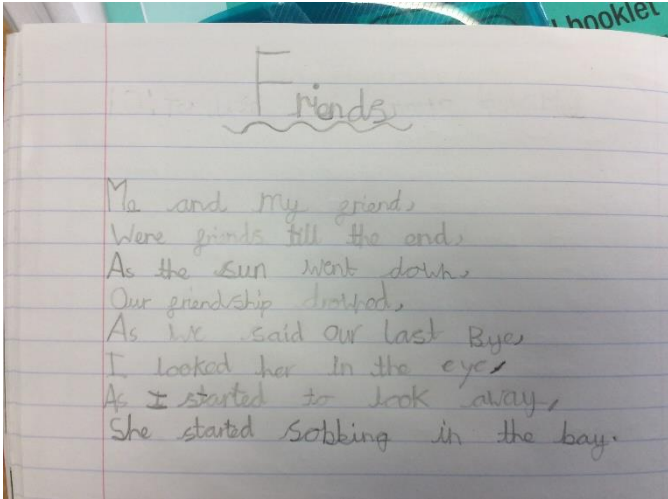 booklet
Friends
Me and my friend,
Were frinds till the end,
As the sun went down,
Our friendship drowned,
As we said our last Bye,
I looked her in the eye,
As I started to look away,
She started sobbing in the bay.